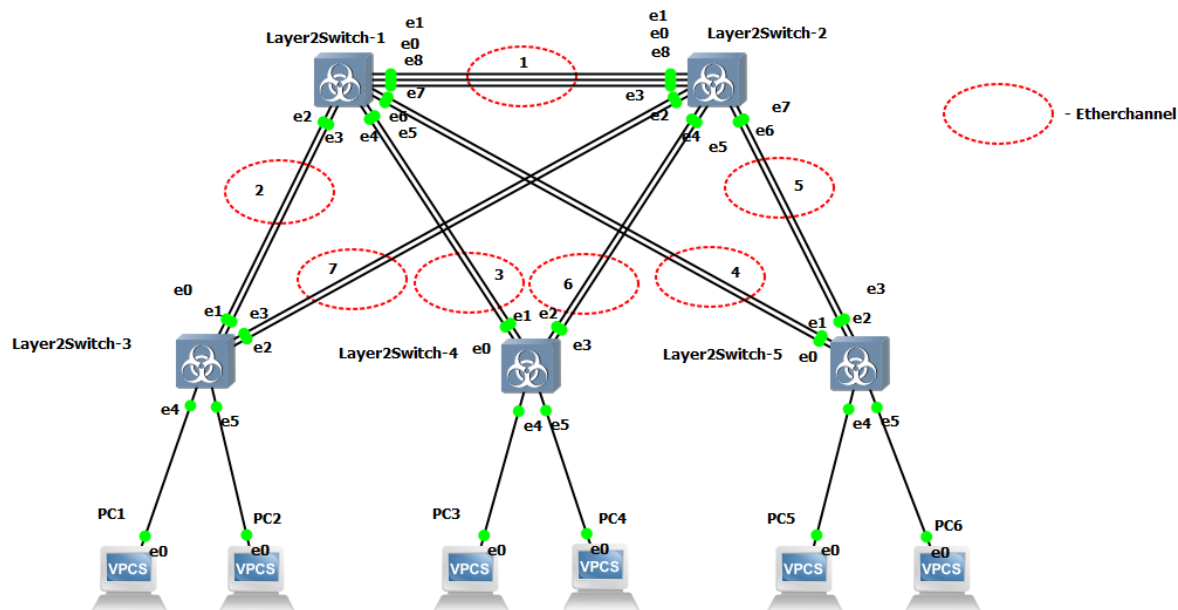 Layer2Switch-1
e1
e0
e8
1
e1
e0
e8
Layer2Switch-2
e7
e3
e7
e2
e3
e4
e6
e5
e2
e4
e5
e6
- Etherchannel
2
5
7
3
6
4
e0
e1
e3
e2
e1
e2
e3
e0
e3
e2
e1
e0
Layer2Switch-3
Layer2Switch-4
Layer2Switch-5
e4
e5
e4
e5
e4
e5
PC1
PC2
PC3
PC4
PC5
PC6
e0
e0
e0
e0
e0
e0
VPCS
VPCS
VPCS
VPCS
VPCS
VPCS